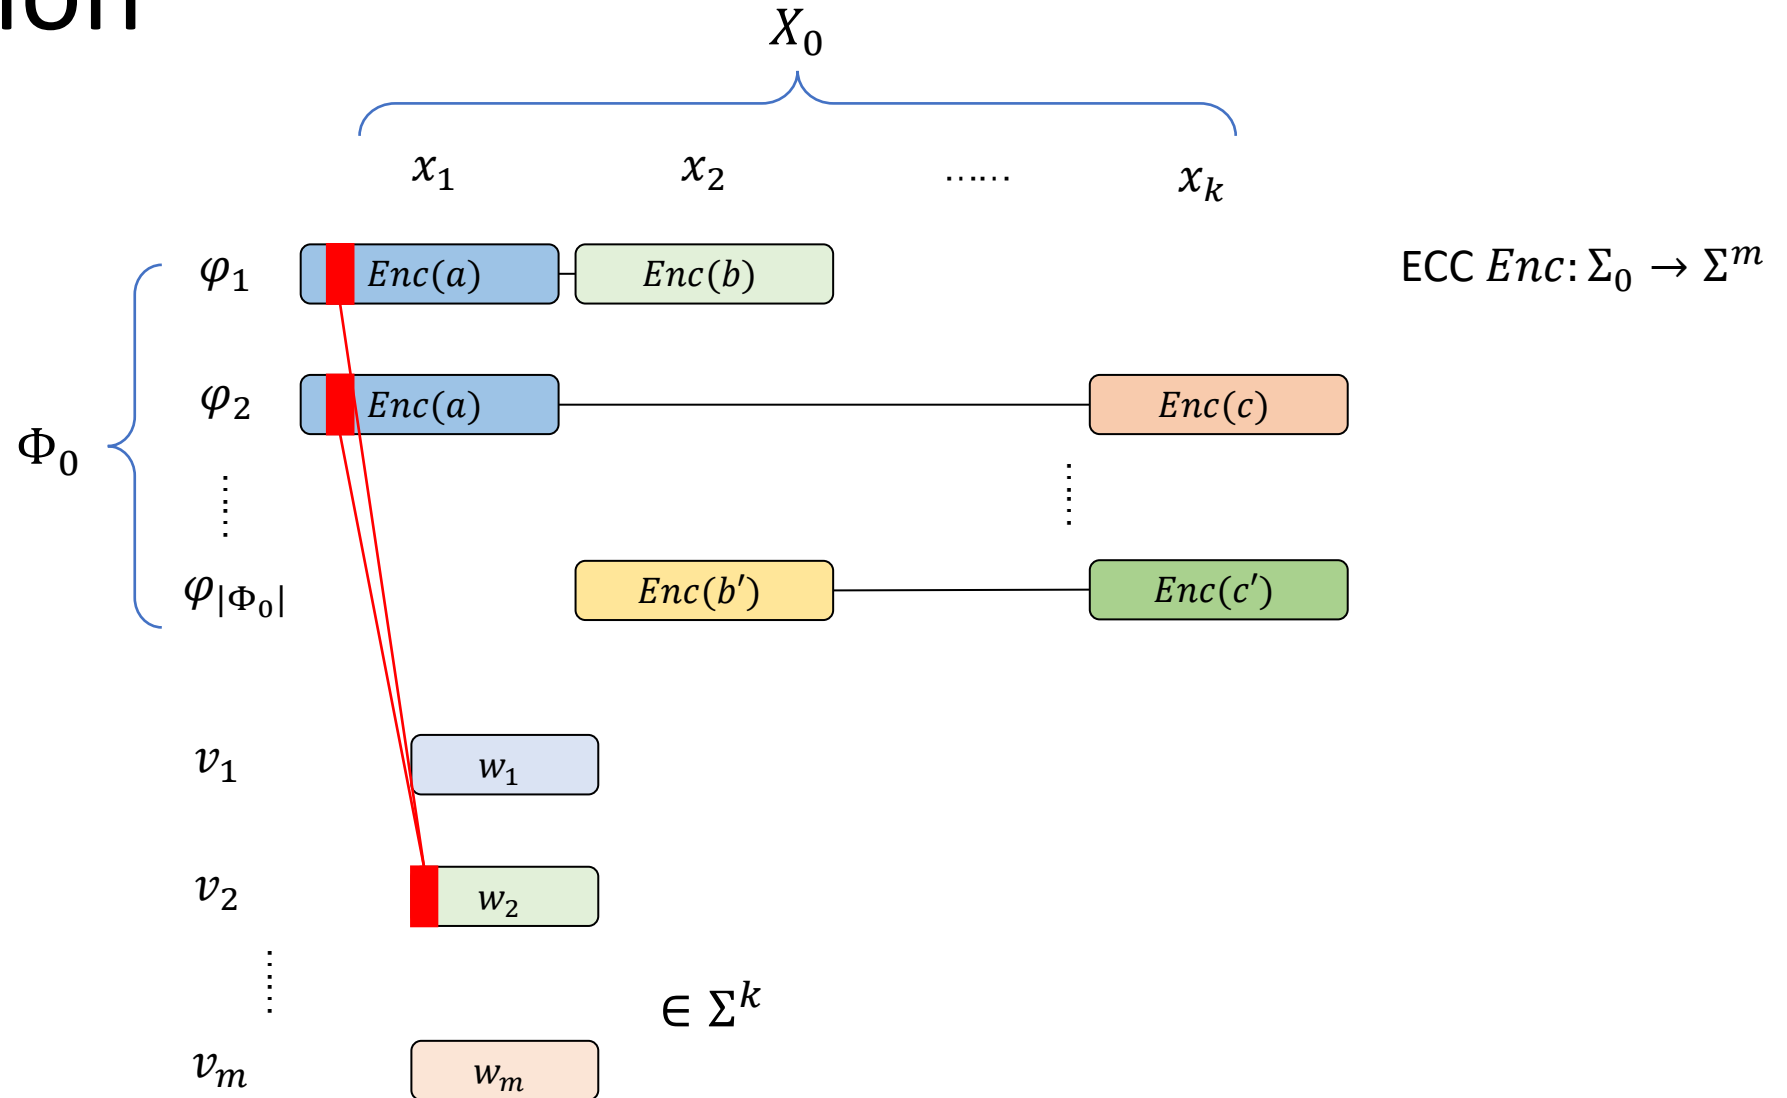 X₀
x₁ x₂ ...... xₖ
φ₁ Enc(a) Enc(b) ECC Enc: Σ₀ → Σᵐ
φ₂ Enc(a) Enc(c)
Φ₀
φ_|Φ₀| Enc(b′) Enc(c′)
v₁ w₁
v₂ w₂
∈ Σᵏ
vₘ wₘ